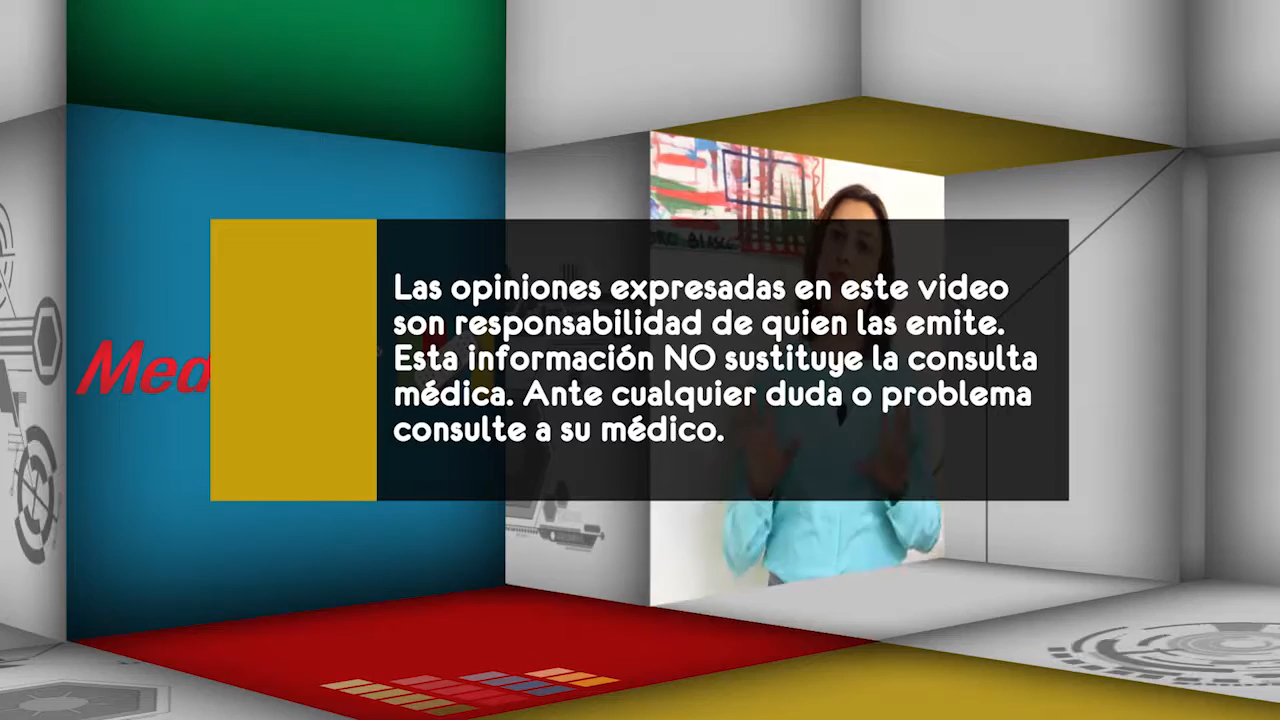 Las opiniones expresadas en este video
son responsabilidad de quien las emite.
Esta información NO sustituye la consulta
médica. Ante cualquier duda o problema
consulte a su médico.
Med